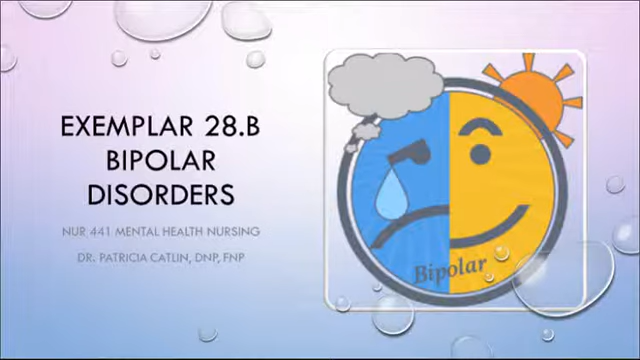 EXEMPLAR 28.B
BIPOLAR
DISORDERS
NUR 441 MENTAL HEALTH NURSING
DR. PATRICIA CATLIN, DNP, FNP
Bipolar